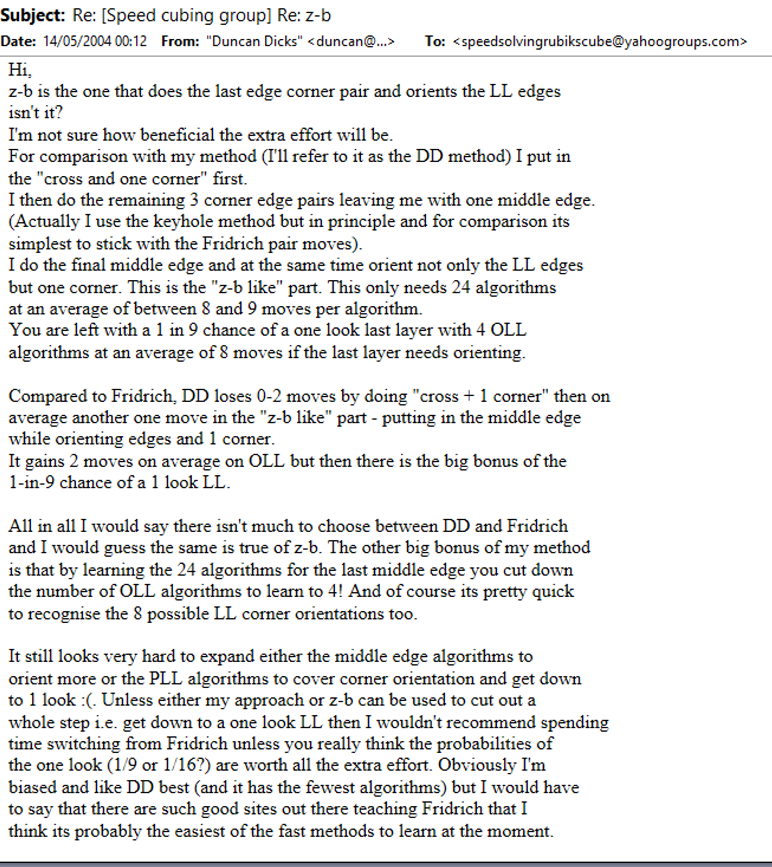 Subject: Re: [Speed cubing group] Re: z-b
Date: 14/05/2004 00:12 From: "Duncan Dicks" <duncan@...> To: <speedsolvingrubikscube@yahoogroups.com>
Hi,
z-b is the one that does the last edge corner pair and orients the LL edges
isn't it?
I'm not sure how beneficial the extra effort will be.
For comparison with my method (I'll refer to it as the DD method) I put in
the "cross and one corner" first.
I then do the remaining 3 corner edge pairs leaving me with one middle edge.
(Actually I use the keyhole method but in principle and for comparison its
simplest to stick with the Fridrich pair moves).
I do the final middle edge and at the same time orient not only the LL edges
but one corner. This is the "z-b like" part. This only needs 24 algorithms
at an average of between 8 and 9 moves per algorithm.
You are left with a 1 in 9 chance of a one look last layer with 4 OLL
algorithms at an average of 8 moves if the last layer needs orienting.
Compared to Fridrich, DD loses 0-2 moves by doing "cross + 1 corner" then on
average another one move in the "z-b like" part - putting in the middle edge
while orienting edges and 1 corner.
It gains 2 moves on average on OLL but then there is the big bonus of the
1-in-9 chance of a 1 look LL.
All in all I would say there isn't much to choose between DD and Fridrich
and I would guess the same is true of z-b. The other big bonus of my method
is that by learning the 24 algorithms for the last middle edge you cut down
the number of OLL algorithms to learn to 4! And of course its pretty quick
to recognise the 8 possible LL corner orientations too.
It still looks very hard to expand either the middle edge algorithms to
orient more or the PLL algorithms to cover corner orientation and get down
to 1 look :(. Unless either my approach or z-b can be used to cut out a
whole step i.e. get down to a one look LL then I wouldn't recommend spending
time switching from Fridrich unless you really think the probabilities of
the one look (1/9 or 1/16?) are worth all the extra effort. Obviously I'm
biased and like DD best (and it has the fewest algorithms) but I would have
to say that there are such good sites out there teaching Fridrich that I
think its probably the easiest of the fast methods to learn at the moment.